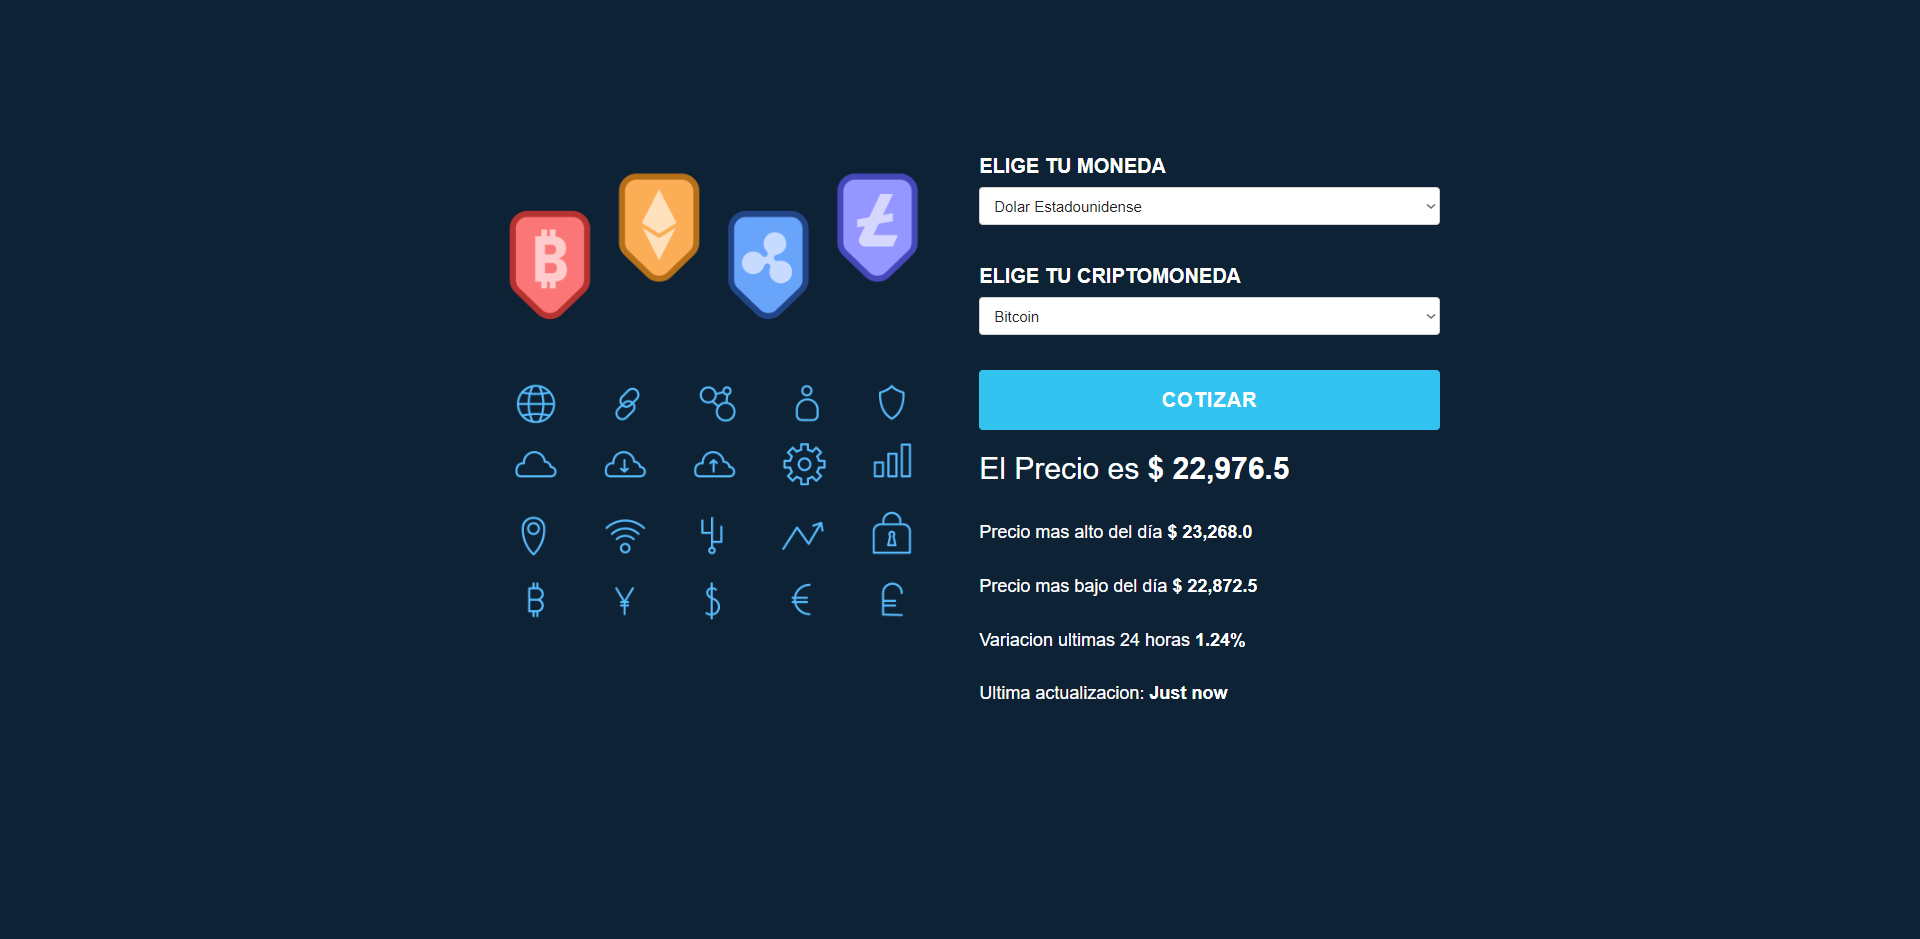 ELIGE TU MONEDA
Dolar Estadounidense
ELIGE TU CRIPTOMONEDA
Bitcoin
COTIZAR
El Precio es $ 22,976.5
Precio mas alto del día $ 23,268.0
Precio mas bajo del día $ 22,872.5
Variacion ultimas 24 horas 1.24%
Ultima actualizacion: Just now